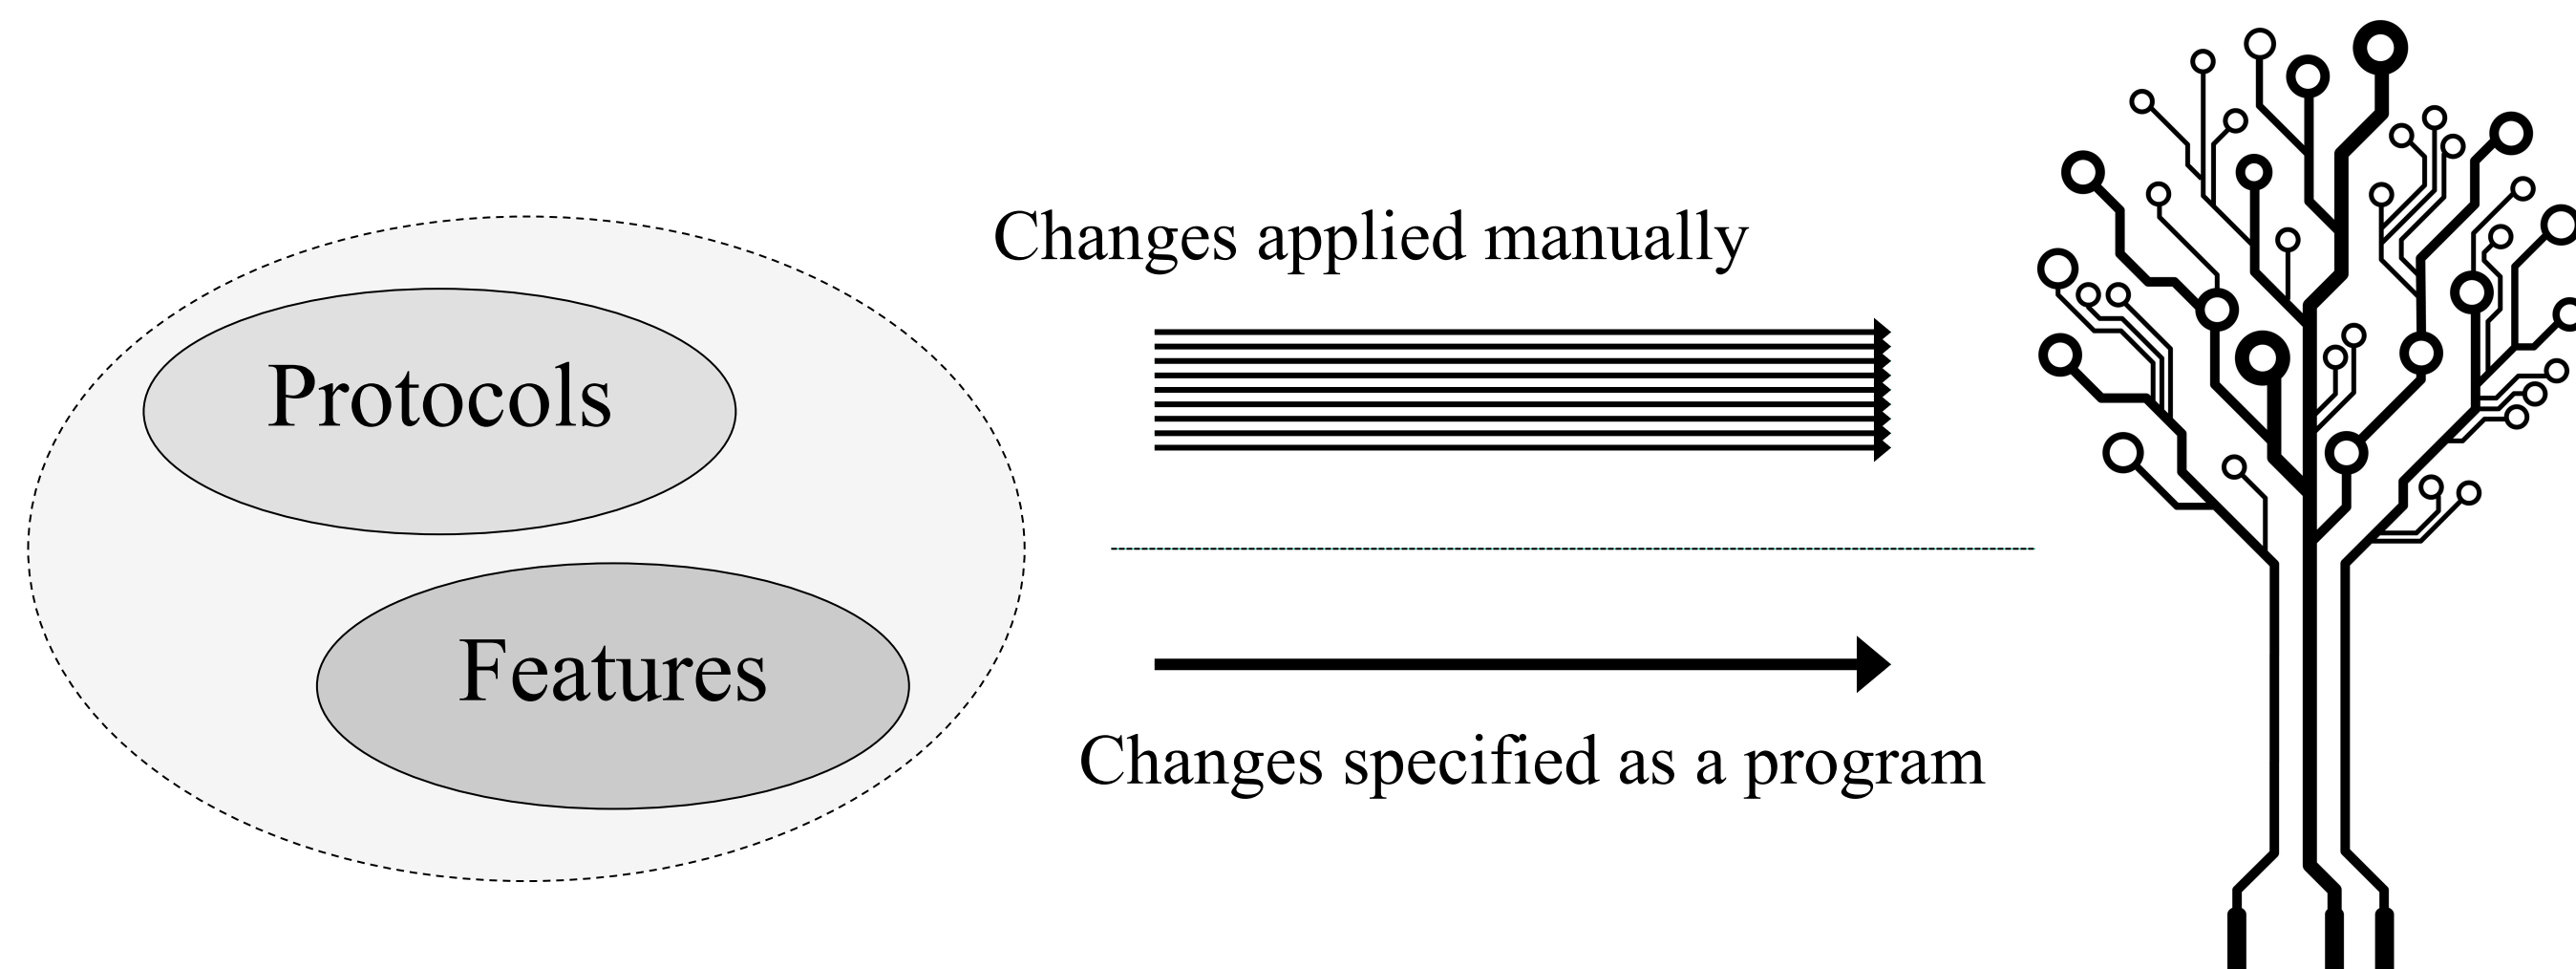 Changes applied manually
Protocols
Features
Changes specified as a program